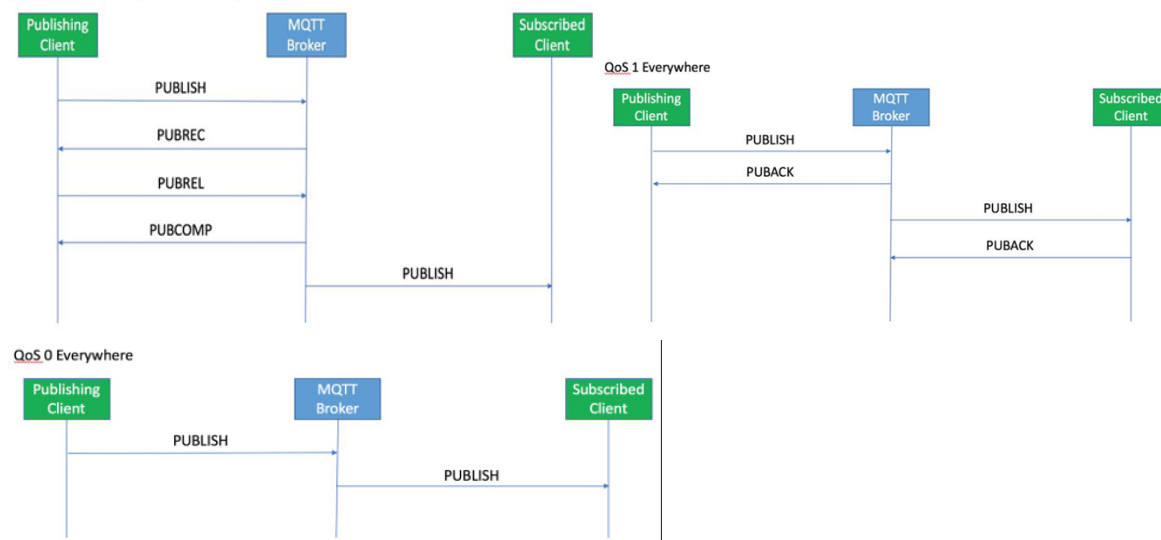 Publishing
Client
MQTT
Broker
Subscribed
Client
PUBLISH
PUBREC
PUBREL
PUBCOMP
PUBLISH
QoS 1 Everywhere
Publishing
Client
MQTT
Broker
Subscribed
Client
PUBLISH
PUBACK
PUBLISH
PUBACK
QoS 0 Everywhere
Publishing
Client
MQTT
Broker
Subscribed
Client
PUBLISH
PUBLISH